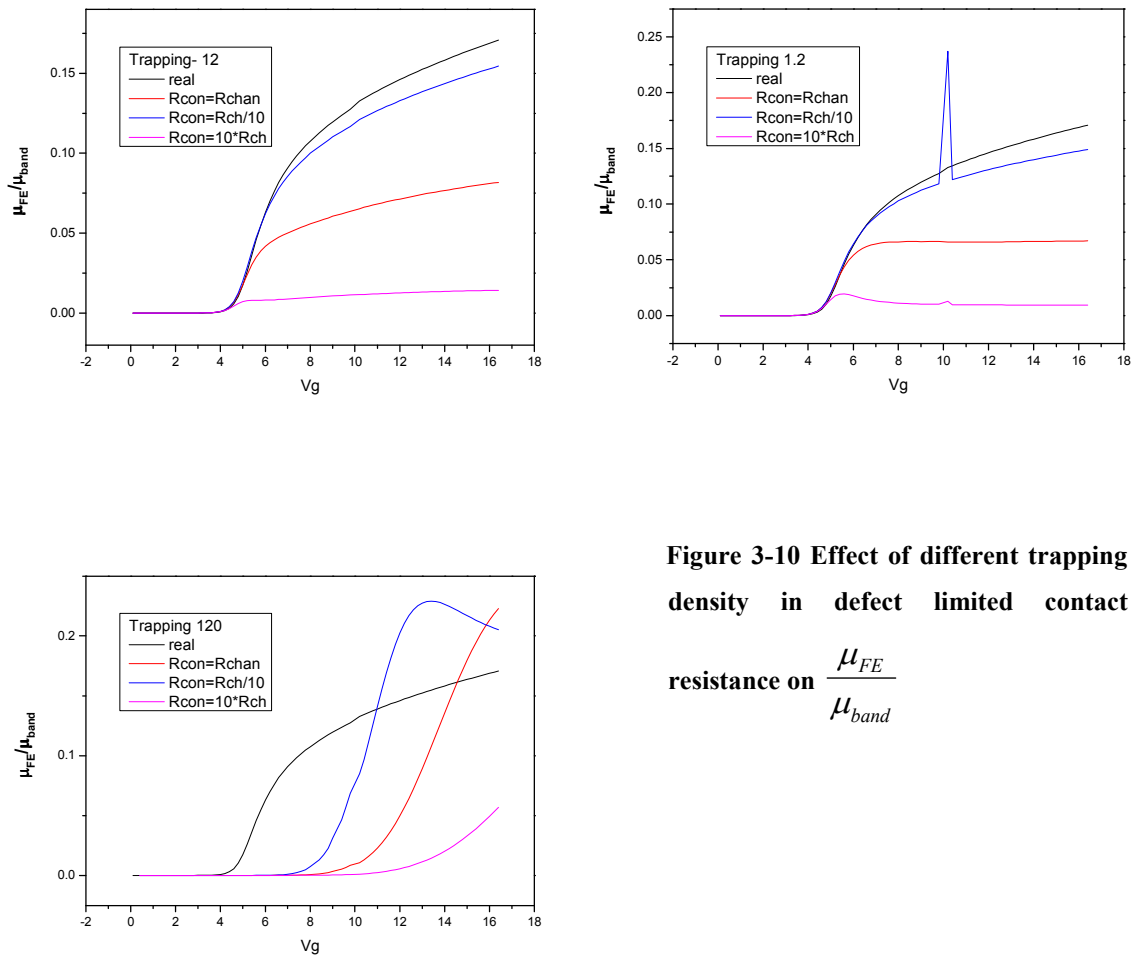 Trapping- 12
real
Rcon=Rchan
Rcon=Rch/10
Rcon=10*Rch
0.15
0.10
0.05
0.00
μFE/μband
-2 0 2 4 6 8 10 12 14 16 18
Vg
Trapping 1.2
real
Rcon=Rchan
Rcon=Rch/10
Rcon=10*Rch
0.25
0.20
0.15
0.10
0.05
0.00
μFE/μband
-2 0 2 4 6 8 10 12 14 16 18
Vg
Trapping 120
real
Rcon=Rchan
Rcon=Rch/10
Rcon=10*Rch
0.2
0.1
0.0
μFE/μband
-2 0 2 4 6 8 10 12 14 16 18
Vg
Figure 3-10 Effect of different trapping
density in defect limited contact
resistance on μFE/μband